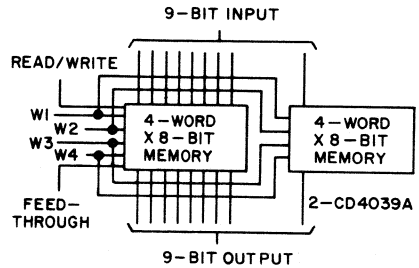 9-BIT INPUT
READ/WRITE
W1
W2
W3
W4
4-WORD
X 8-BIT
MEMORY
4-WORD
X 8-BIT
MEMORY
FEED-
THROUGH
2-CD4039A
9-BIT OUTPUT